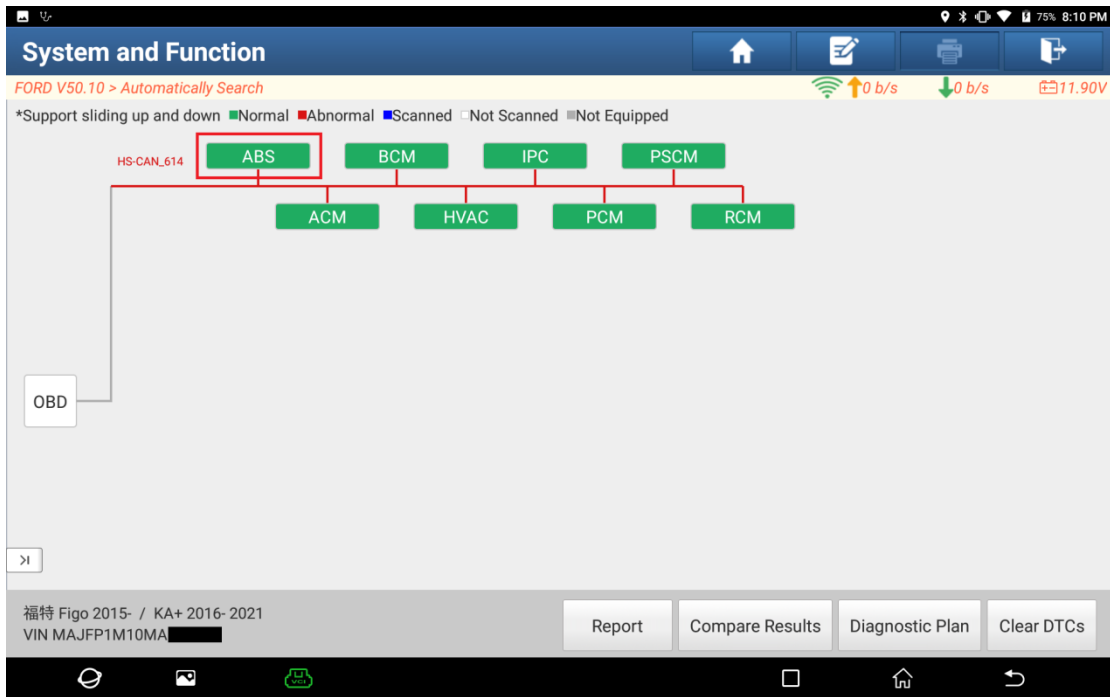 75% 8:10 PM
System and Function
FORD V50.10 > Automatically Search
0 b/s 0 b/s 11.90V
*Support sliding up and down Normal Abnormal Scanned Not Scanned Not Equipped
HS-CAN_614 ABS BCM IPC PSCM
ACM HVAC PCM RCM
OBD
福特 Figo 2015- / KA+ 2016- 2021
VIN MAJFP1M10MA
Report Compare Results Diagnostic Plan Clear DTCs
VCI